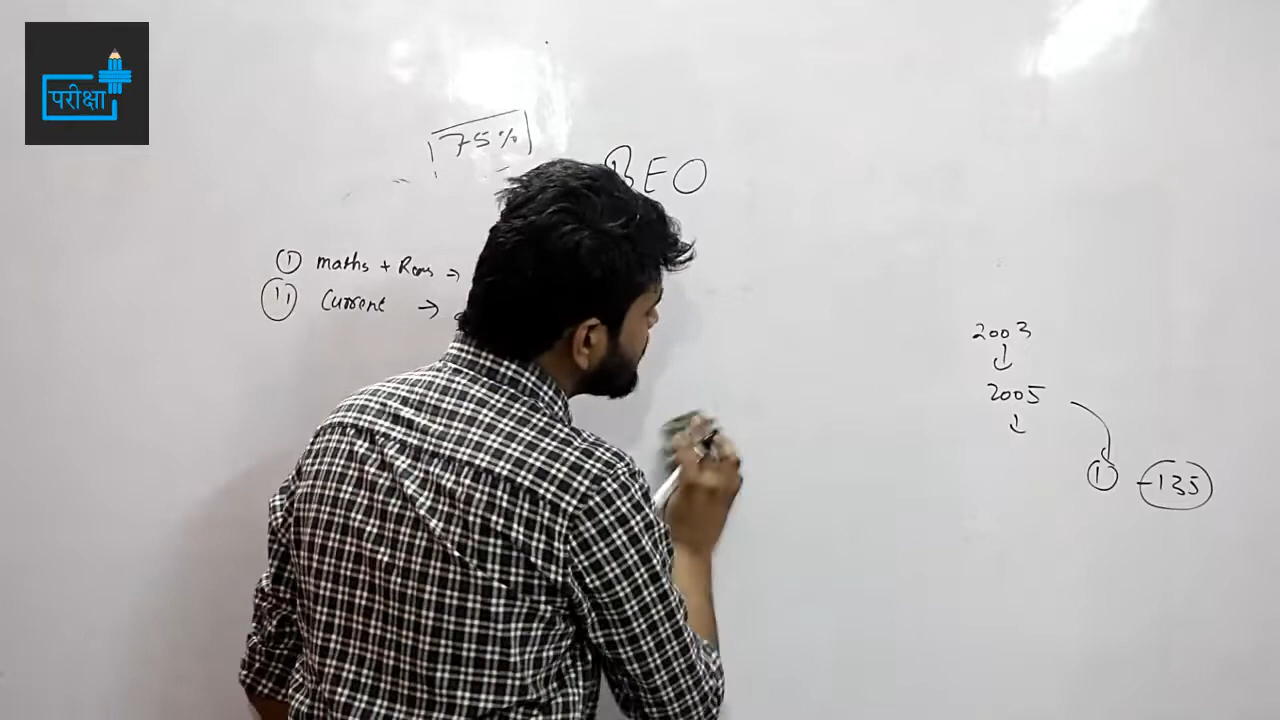 परीक्षा
75%
BEO
① maths + Reas →
⑪ Current →
2003
↓
2005
↓
① -135